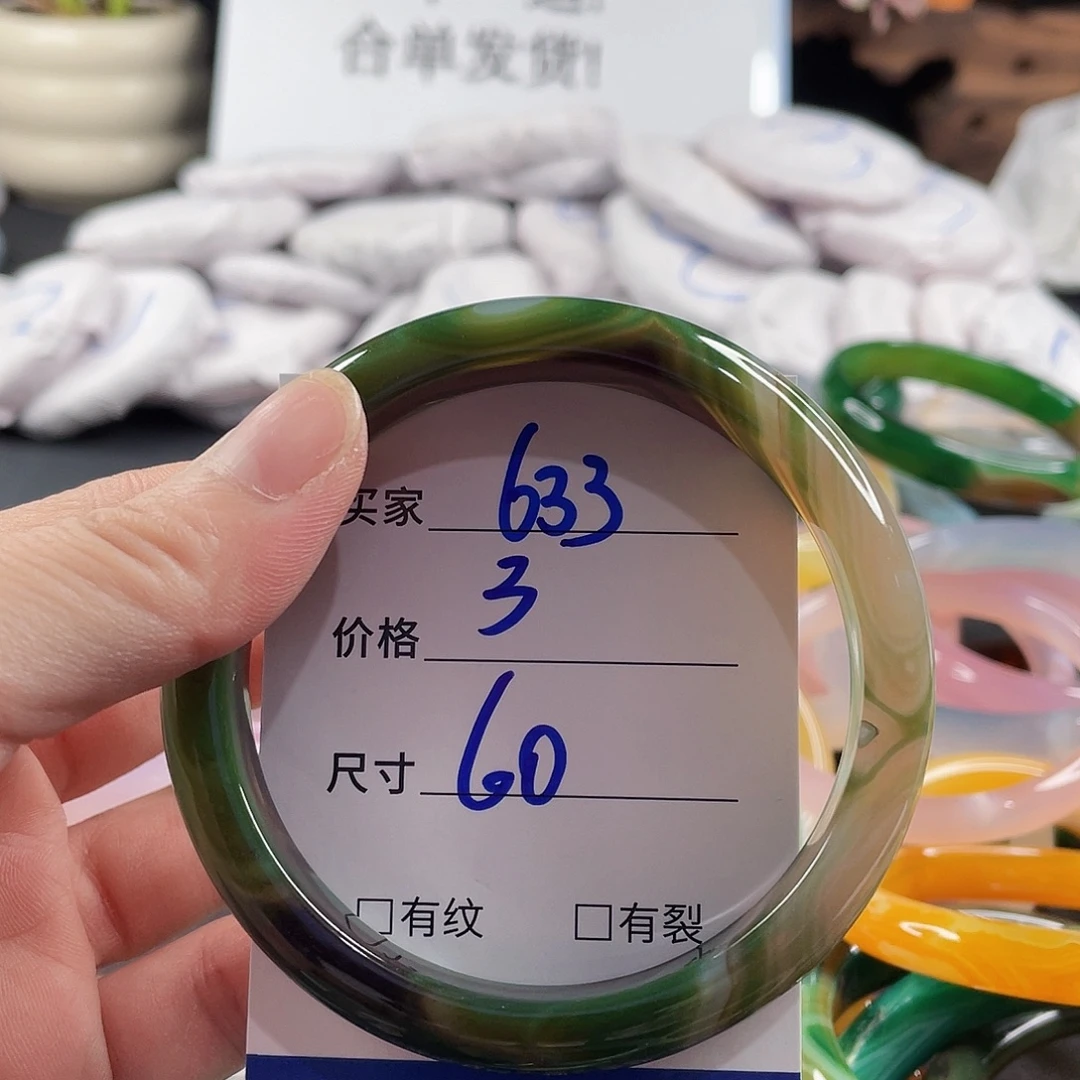 合单发货!
买家 633
3
价格
尺寸 60
□有纹 □有裂